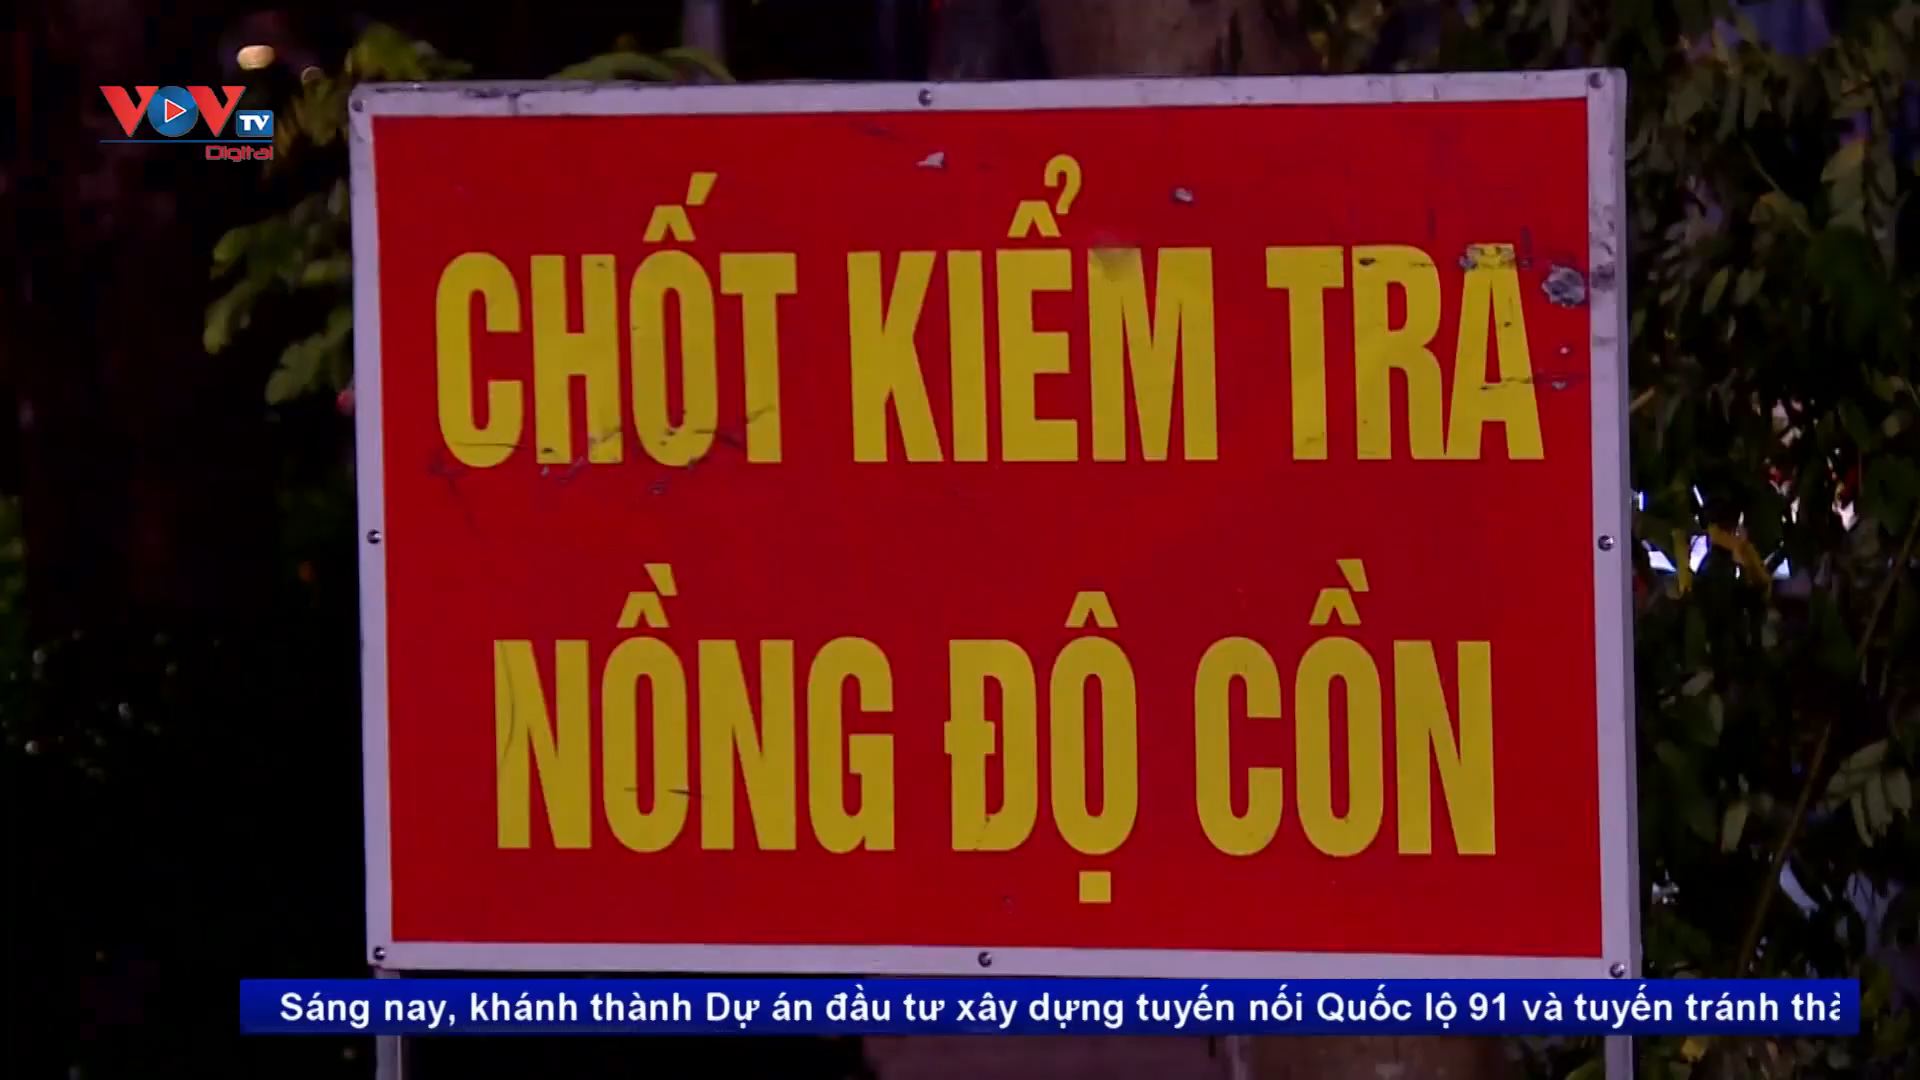 VOV TV
Digital
CHỐT KIỂM TRA
NỒNG ĐỘ CỒN
Sáng nay, khánh thành Dự án đầu tư xây dựng tuyến nối Quốc lộ 91 và tuyến tránh